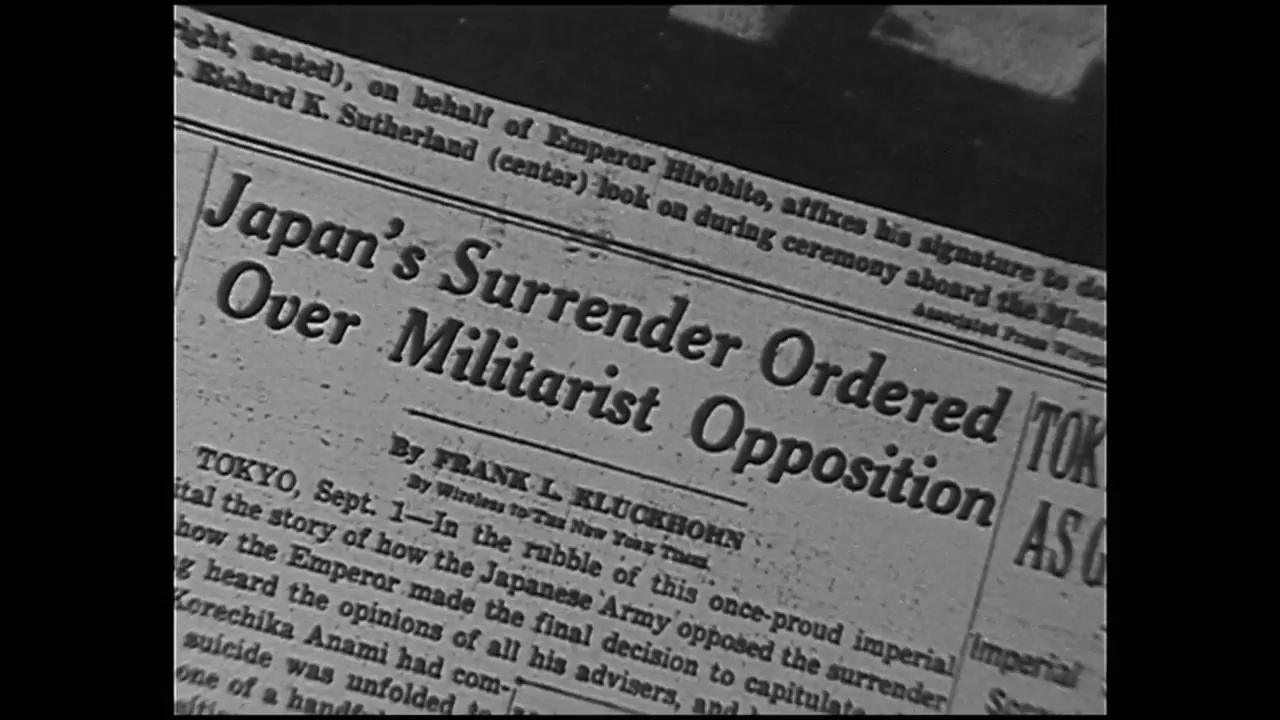 ight, seated), on behalf of Emperor Hirohito, affixes his signature to do
. Richard K. Sutherland (center) look on during ceremony aboard the Miss
Associated Press Wirep
Japan's Surrender Ordered
Over Militarist Opposition
By FRANK L. KLUCKHOHN
By Wireless to THE NEW YORK TIMES.
TOKYO, Sept. 1—In the rubble of this once-proud imperial
ital the story of how the Japanese Army opposed the surrender
how the Emperor made the final decision to capitulate
g heard the opinions of all his advisers, and
Korechika Anami had com-
suicide was unfolded to
one of a handf
TOK
AS G
Imperial